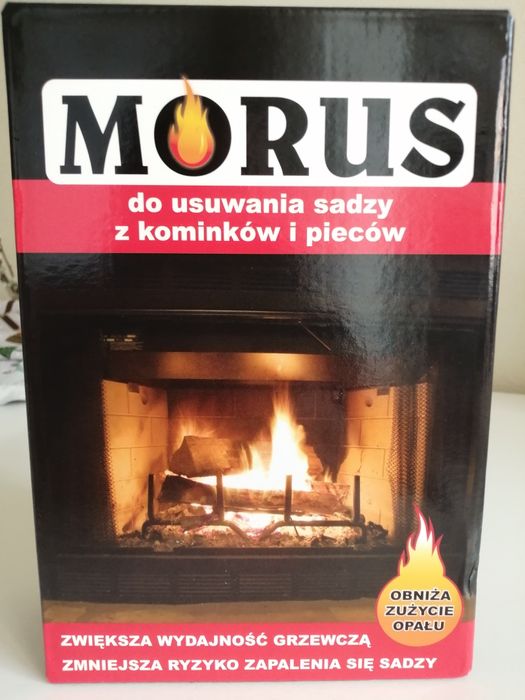 MORUS
do usuwania sadzy
z kominków i pieców
OBNIŻA
ZUŻYCIE
OPAŁU
ZWIĘKSZA WYDAJNOŚĆ GRZEWCZĄ
ZMNIEJSZA RYZYKO ZAPALENIA SIĘ SADZY